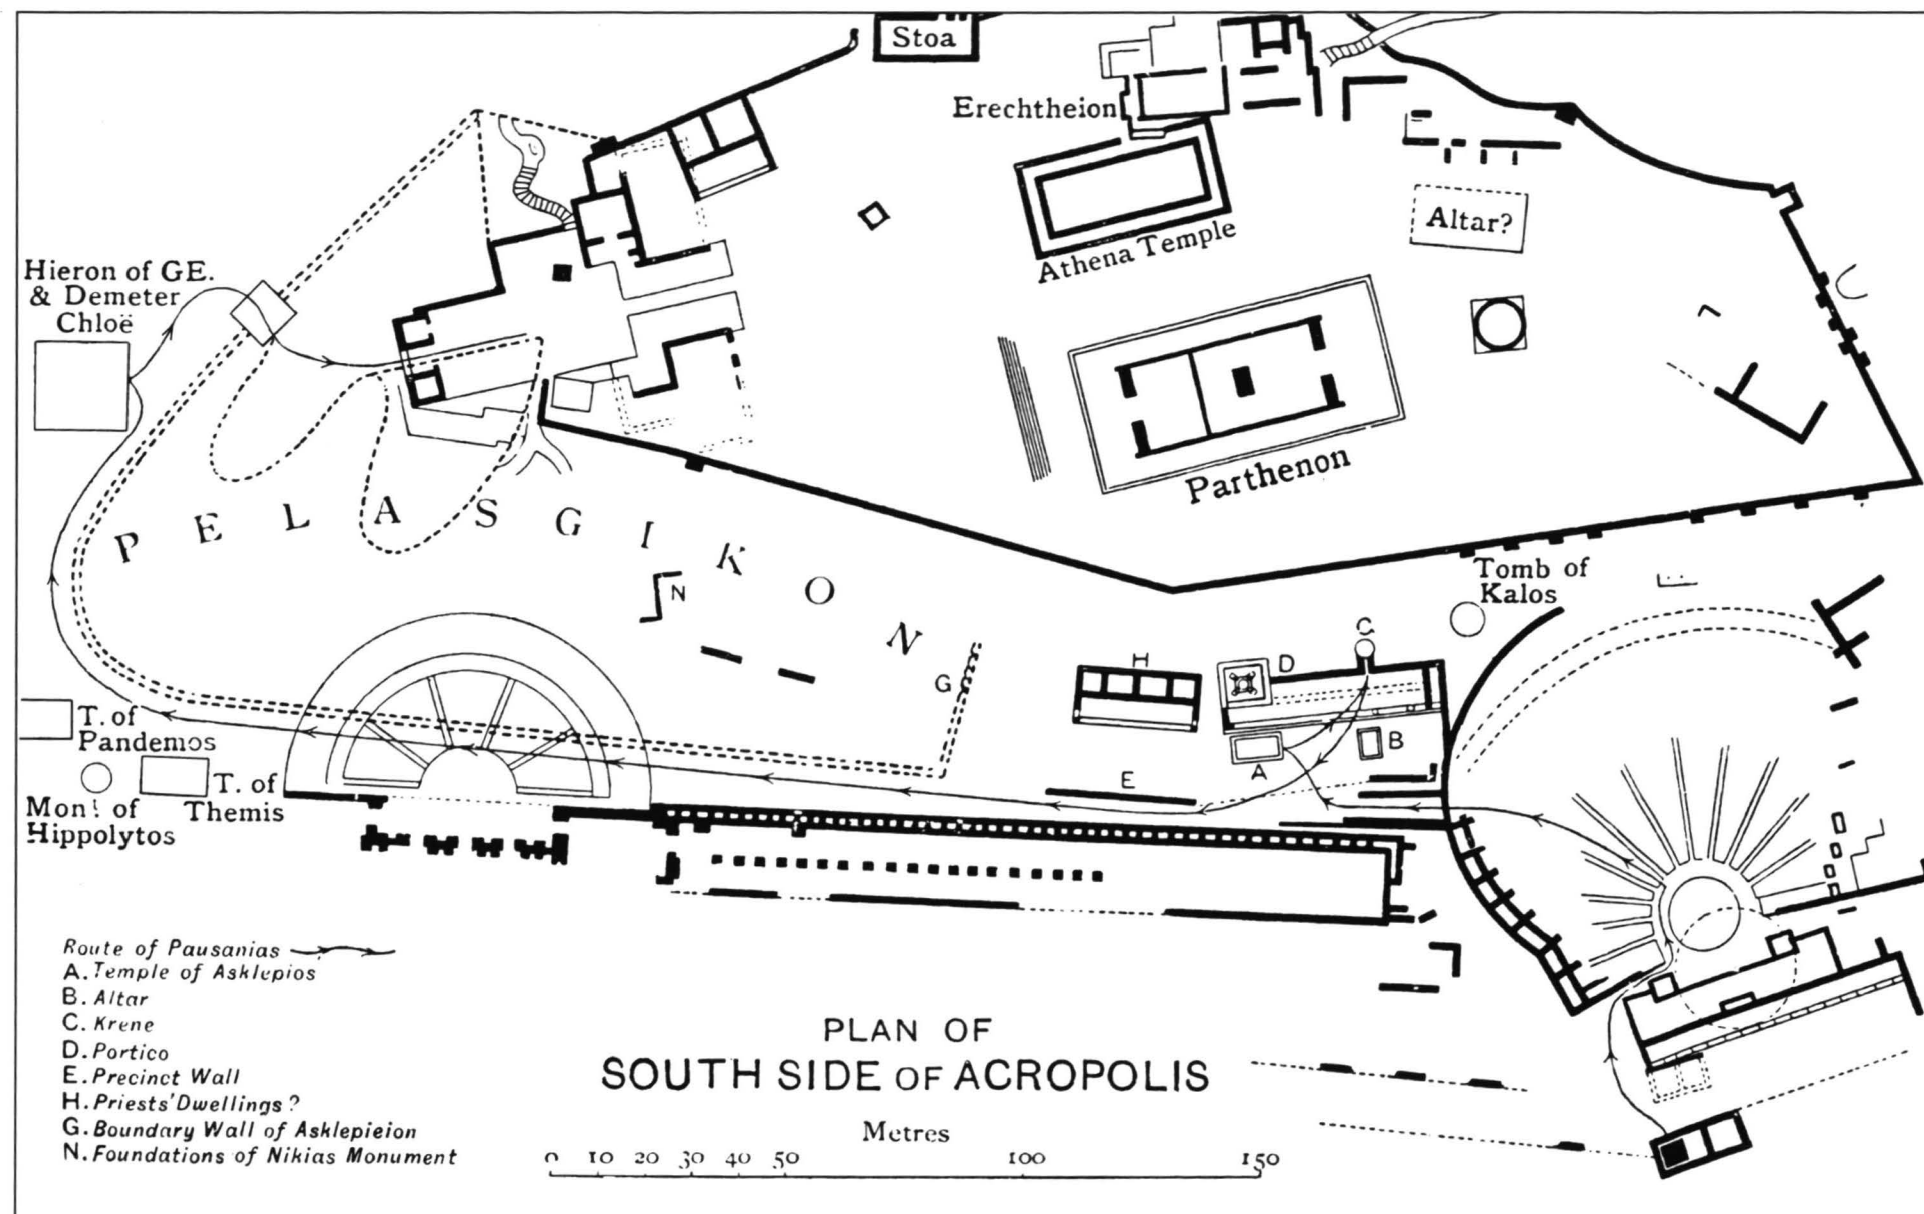 Stoa
Erechtheion
Altar?
Athena Temple
Hieron of GE.
& Demeter
Chloë
Parthenon
PELASGIKON
Tomb of
Kalos
N
C
H
D
G
B
A
E
T. of
Pandemos
T. of
Themis
Mont. of
Hippolytos
Route of Pausanias
A. Temple of Asklepios
B. Altar
C. Krene
D. Portico
E. Precinct Wall
H. Priests' Dwellings?
G. Boundary Wall of Asklepieion
N. Foundations of Nikias Monument
PLAN OF
SOUTH SIDE OF ACROPOLIS
Metres
0 10 20 30 40 50 100 150